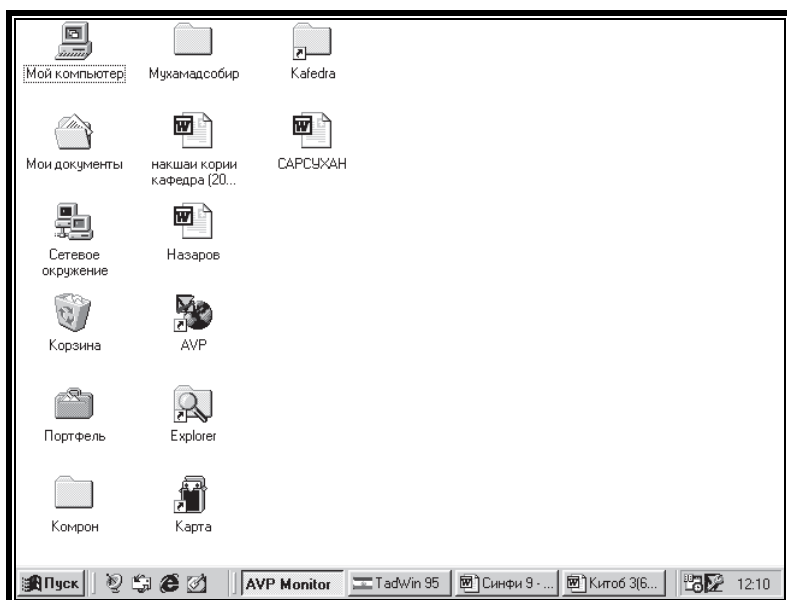 Мой компьютер Мухамадсобир Kafedra
Мои документы накшаи кории САРСУХАН
кафедра (20...
Сетевое Назаров
окружение
Корзина AVP
Портфель Explorer
Комрон Карта
Пуск AVP Monitor TadWin 95 Синфи 9 - ... Китоб 3(6... 12:10